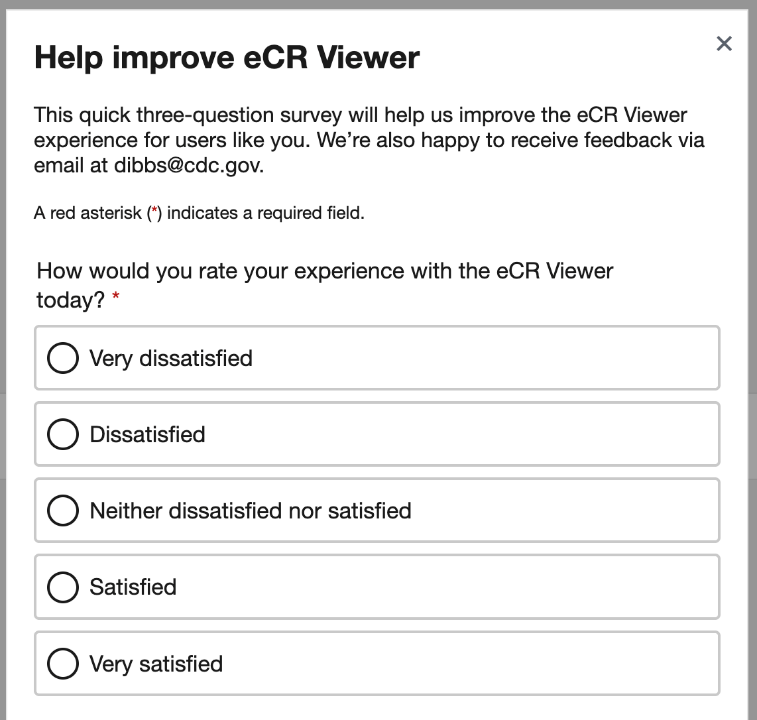 Help improve eCR Viewer
This quick three-question survey will help us improve the eCR Viewer
experience for users like you. We’re also happy to receive feedback via
email at dibbs@cdc.gov.
A red asterisk (*) indicates a required field.
How would you rate your experience with the eCR Viewer
today? *
Very dissatisfied
Dissatisfied
Neither dissatisfied nor satisfied
Satisfied
Very satisfied